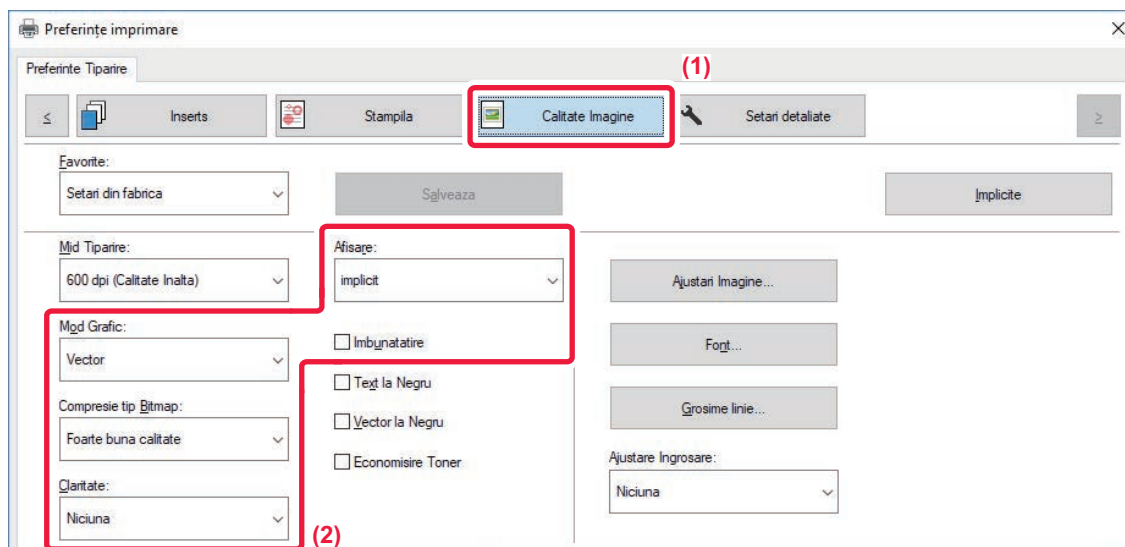 Preferințe imprimare
Preferinte Tiparire
(1)
<
Inserts
Stampila
Calitate Imagine
Setari detaliate
>
Favorite:
Setari din fabrica
Salveaza
Implicite
Mid Tiparire:
600 dpi (Calitate Inalta)
Afisare:
implicit
Ajustari Imagine...
Mod Grafic:
Vector
Imbunatatire
Font...
Text la Negru
Compresie tip Bitmap:
Foarte buna calitate
Vector la Negru
Grosime linie...
Economisire Toner
Ajustare Ingrosare:
Niciuna
Claritate:
Niciuna
(2)